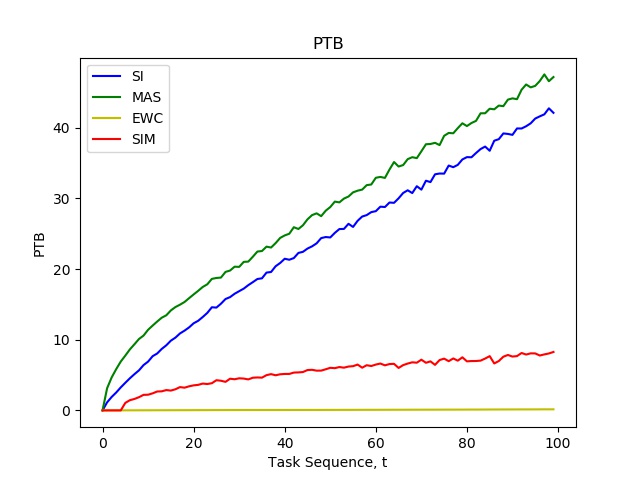 PTB
SI
MAS
EWC
SIM
PTB
40
30
20
10
0
0 20 40 60 80 100
Task Sequence, t